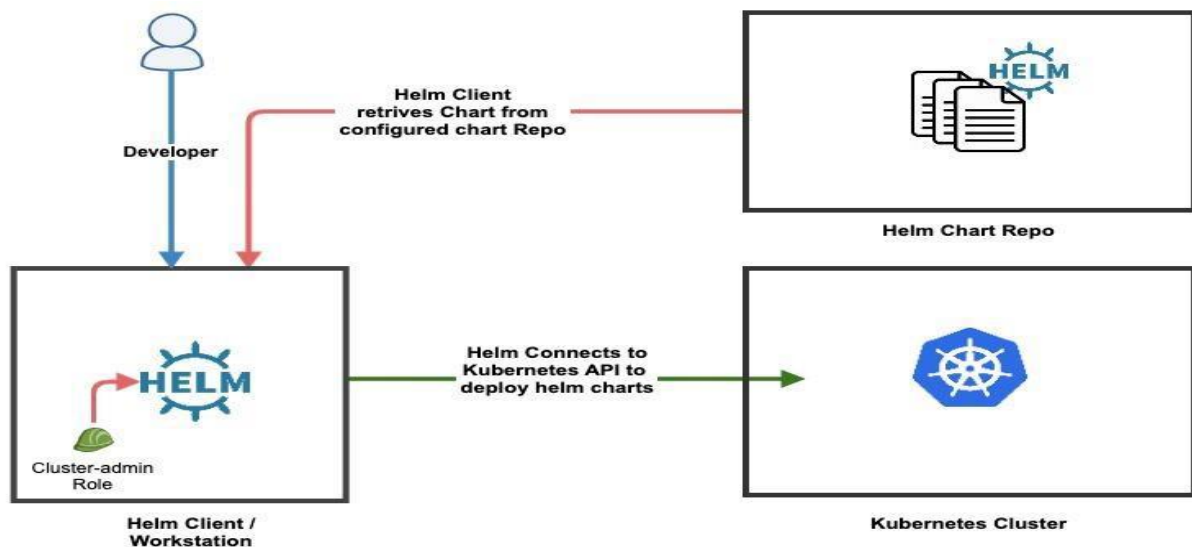 HELM
Helm Client
retrives Chart from
configured chart Repo
Developer
Helm Chart Repo
HELM
Helm Connects to
Kubernetes API to
deploy helm charts
Cluster-admin
Role
Helm Client /
Workstation
Kubernetes Cluster